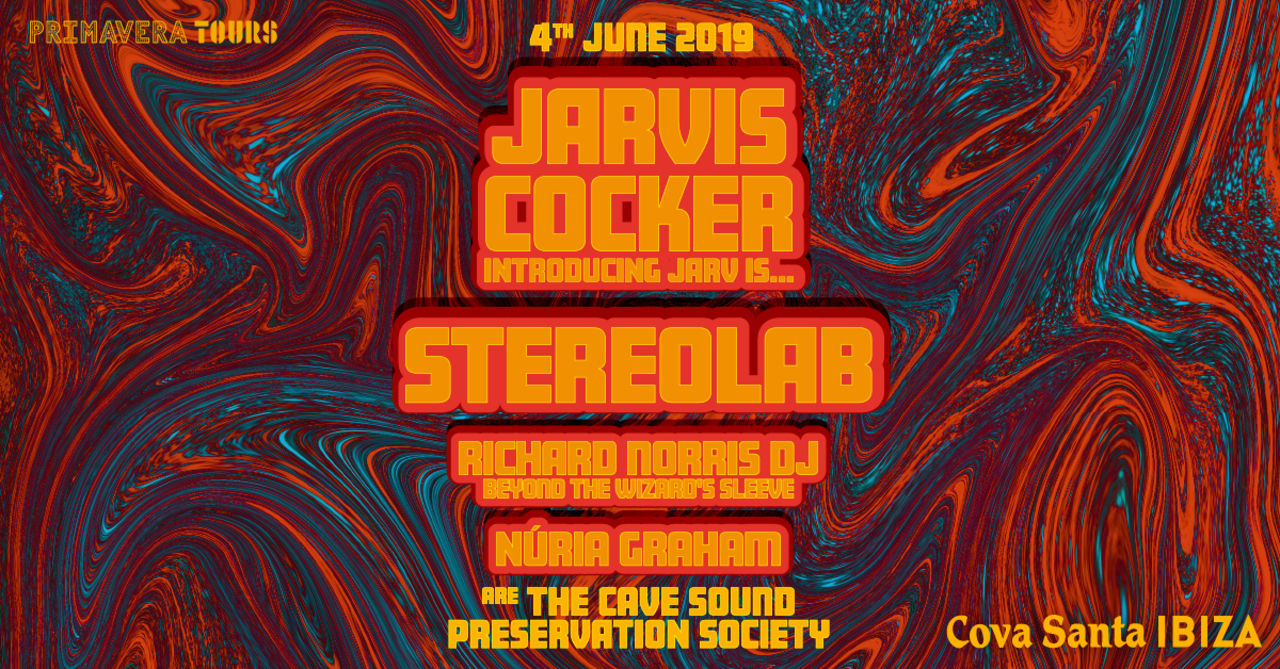 PRIMAVERA TOURS
4TH JUNE 2019
JARVIS
COCKER
INTRODUCING JARV IS...
STEREOLAB
RICHARD NORRIS DJ
BEYOND THE WIZARD'S SLEEVE
NÚRIA GRAHAM
ARE THE CAVE SOUND
PRESERVATION SOCIETY
Cova Santa IBIZA